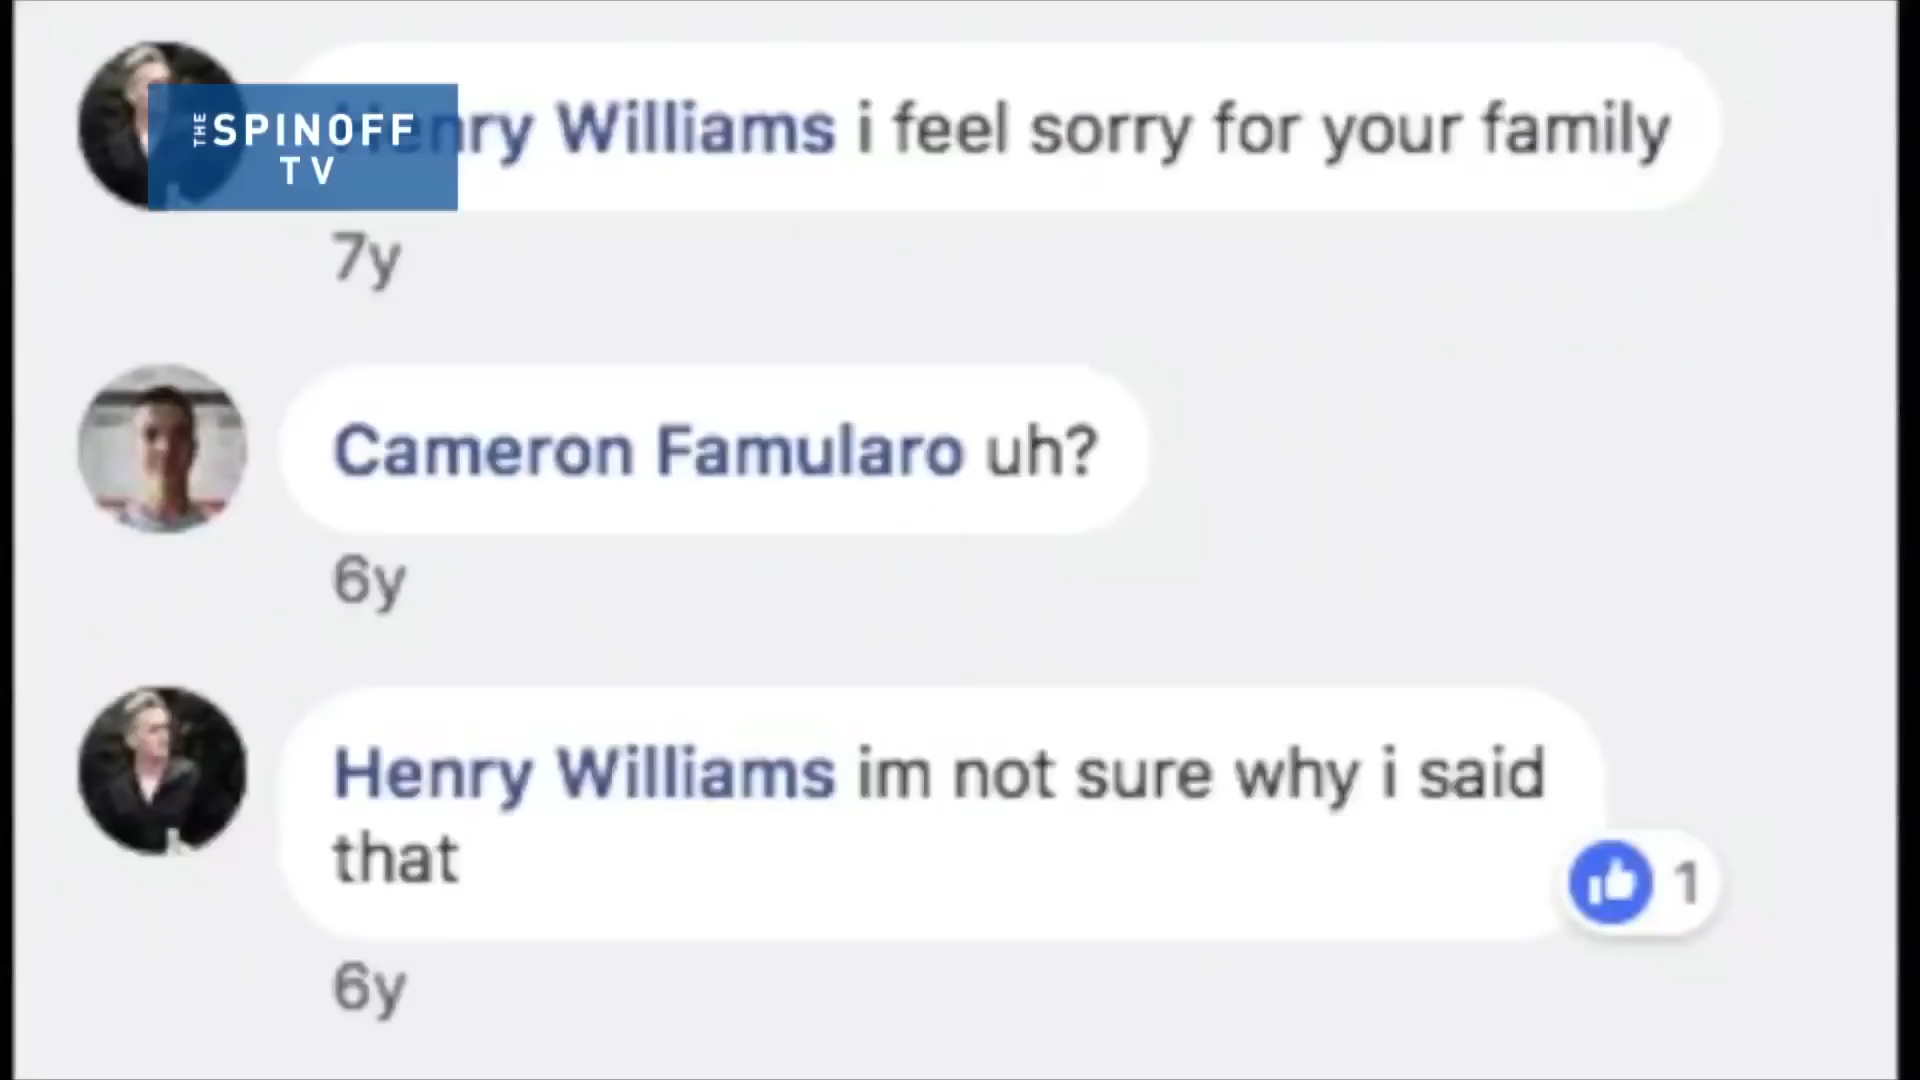 THE SPINOFF
TV
Henry Williams i feel sorry for your family
7y
Cameron Famularo uh?
6y
Henry Williams im not sure why i said
that
1
6y